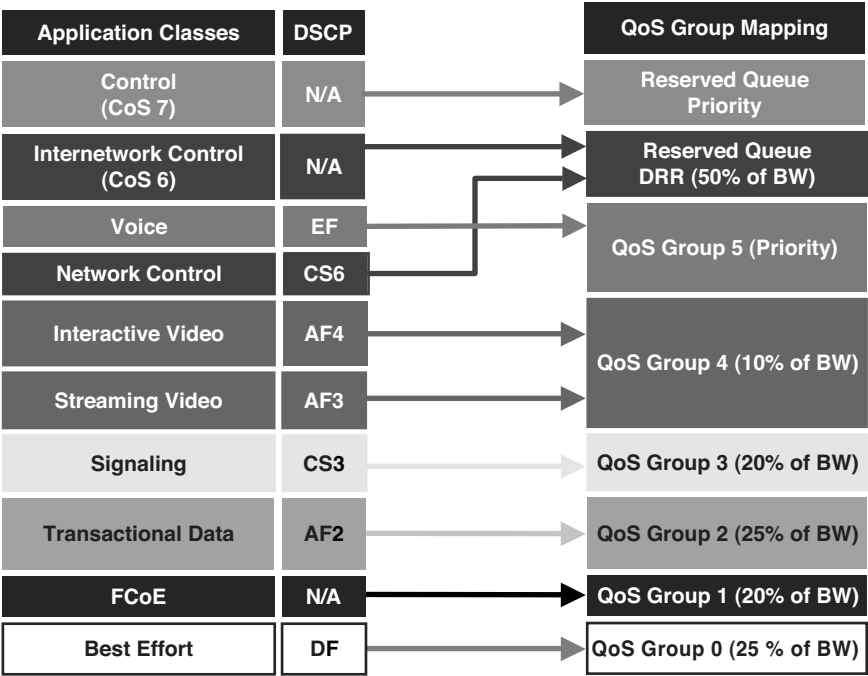 Application Classes DSCP QoS Group Mapping
Control
(CoS 7)
N/A
Reserved Queue
Priority
Internetwork Control
(CoS 6)
N/A
Reserved Queue
DRR (50% of BW)
Voice EF
QoS Group 5 (Priority)
Network Control CS6
Interactive Video AF4
QoS Group 4 (10% of BW)
Streaming Video AF3
Signaling CS3 QoS Group 3 (20% of BW)
Transactional Data AF2 QoS Group 2 (25% of BW)
FCoE N/A QoS Group 1 (20% of BW)
Best Effort DF QoS Group 0 (25 % of BW)